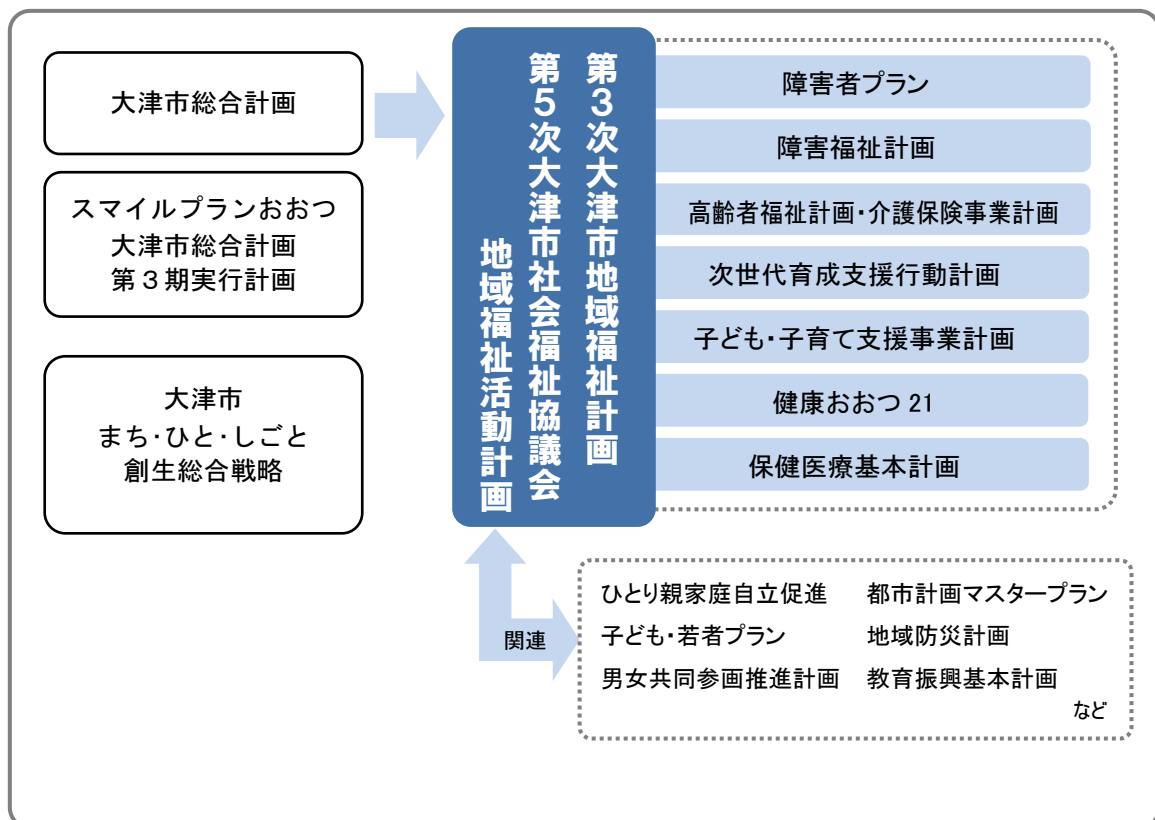 大津市総合計画
スマイルプランおおつ
大津市総合計画
第３期実行計画
大津市
まち・ひと・しごと
創生総合戦略
第３次大津市地域福祉計画
第５次大津市社会福祉協議会
地域福祉活動計画
障害者プラン
障害福祉計画
高齢者福祉計画・介護保険事業計画
次世代育成支援行動計画
子ども・子育て支援事業計画
健康おおつ 21
保健医療基本計画
関連
ひとり親家庭自立促進　都市計画マスタープラン
子ども・若者プラン　地域防災計画
男女共同参画推進計画　教育振興基本計画
など